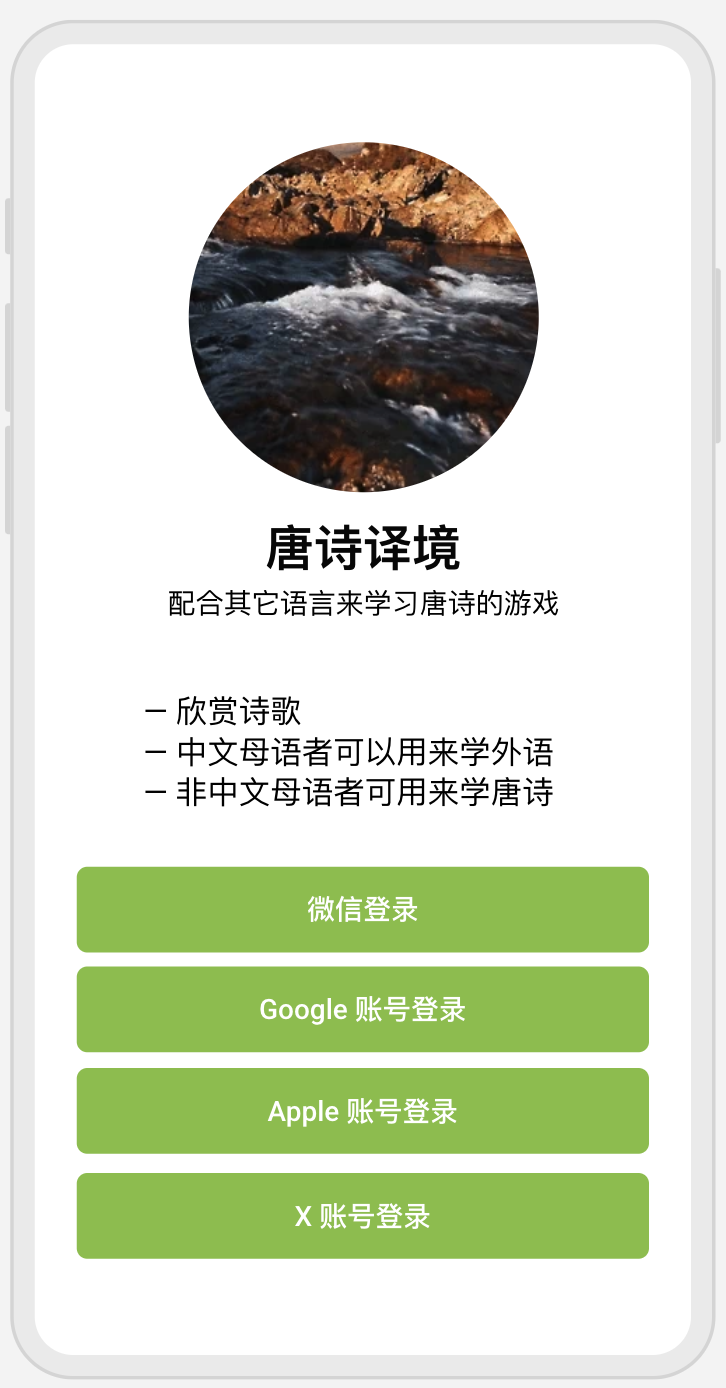 唐诗译境
配合其它语言来学习唐诗的游戏
– 欣赏诗歌
– 中文母语者可以用来学外语
– 非中文母语者可用来学唐诗
微信登录
Google 账号登录
Apple 账号登录
X 账号登录